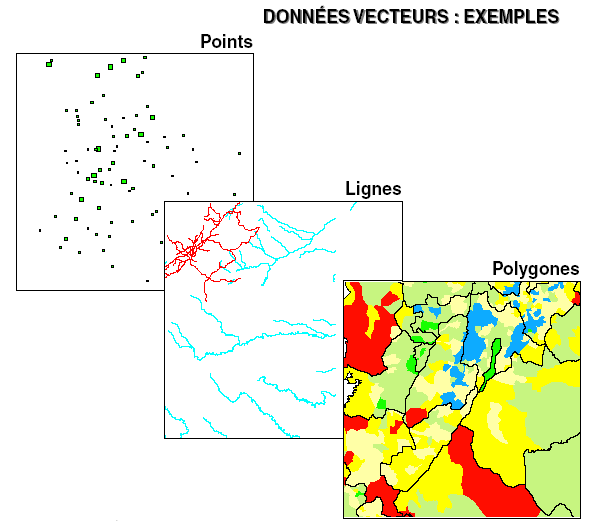 DONNÉES VECTEURS : EXEMPLES
Points
Lignes
Polygones